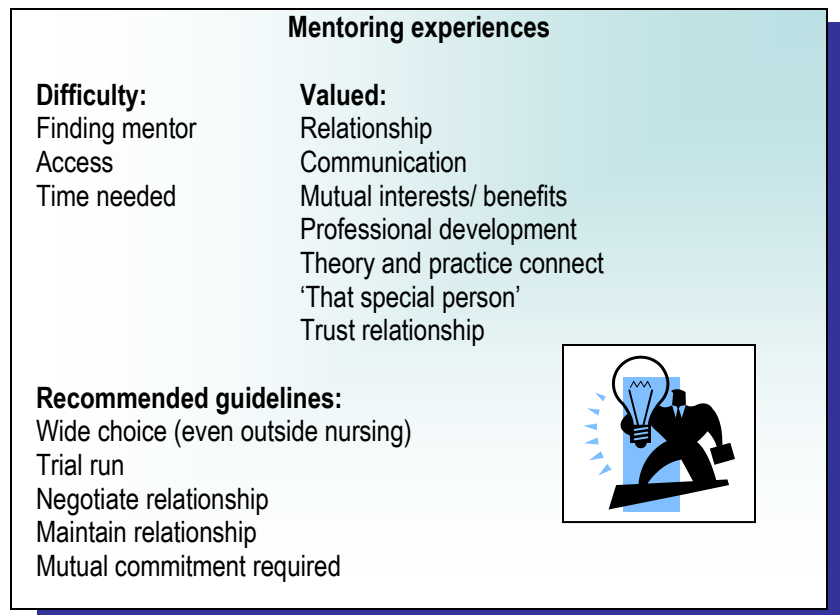 Mentoring experiences
Difficulty:
Finding mentor
Access
Time needed
Valued:
Relationship
Communication
Mutual interests/ benefits
Professional development
Theory and practice connect
‘That special person’
Trust relationship
Recommended guidelines:
Wide choice (even outside nursing)
Trial run
Negotiate relationship
Maintain relationship
Mutual commitment required